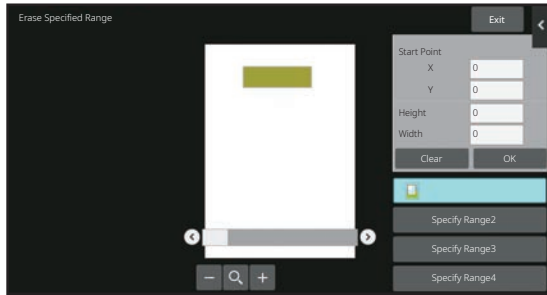 Erase Specified Range
Exit
Start Point
X 0
Y 0
Height 0
Width 0
Clear OK
Specify Range2
Specify Range3
Specify Range4